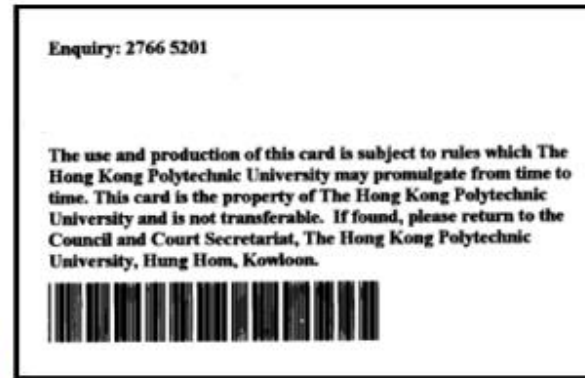 Enquiry: 2766 5201
The use and production of this card is subject to rules which The
Hong Kong Polytechnic University may promulgate from time to
time. This card is the property of The Hong Kong Polytechnic
University and is not transferable. If found, please return to the
Council and Court Secretariat, The Hong Kong Polytechnic
University, Hung Hom, Kowloon.